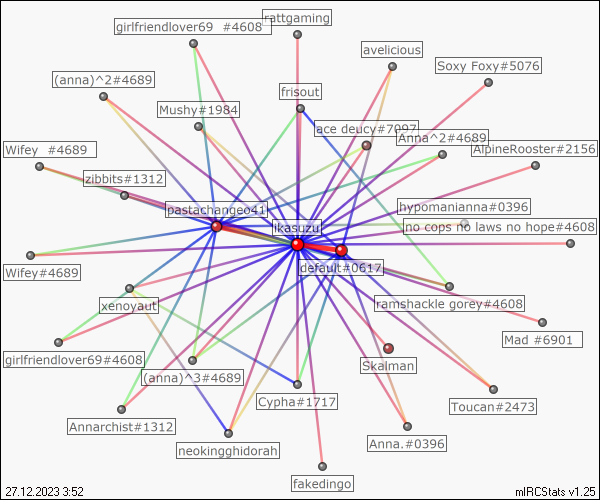 rattgaming
girlfriendlover69 #4608
avelicious
Soxy Foxy#5076
(anna)^2#4689
frisout
Mushy#1984
ace deucy#7097
Anna^2#4689
Wifey #4689
AlpineRooster#2156
zibbits#1312
pastachangeo41
hypomanianna#0396
likasuzu
no cops no laws no hope#4608
Wifey#4689
default#0617
xenoyaut
ramshackle gorey#4608
Mad #6901
girlfriendlover69#4608
(anna)^3#4689
Skalman
Cypha#1717
Toucan#2473
Annarchist#1312
neokingghidorah
Anna.#0396
fakedingo
27.12.2023 3:52
mIRCStats v1.25